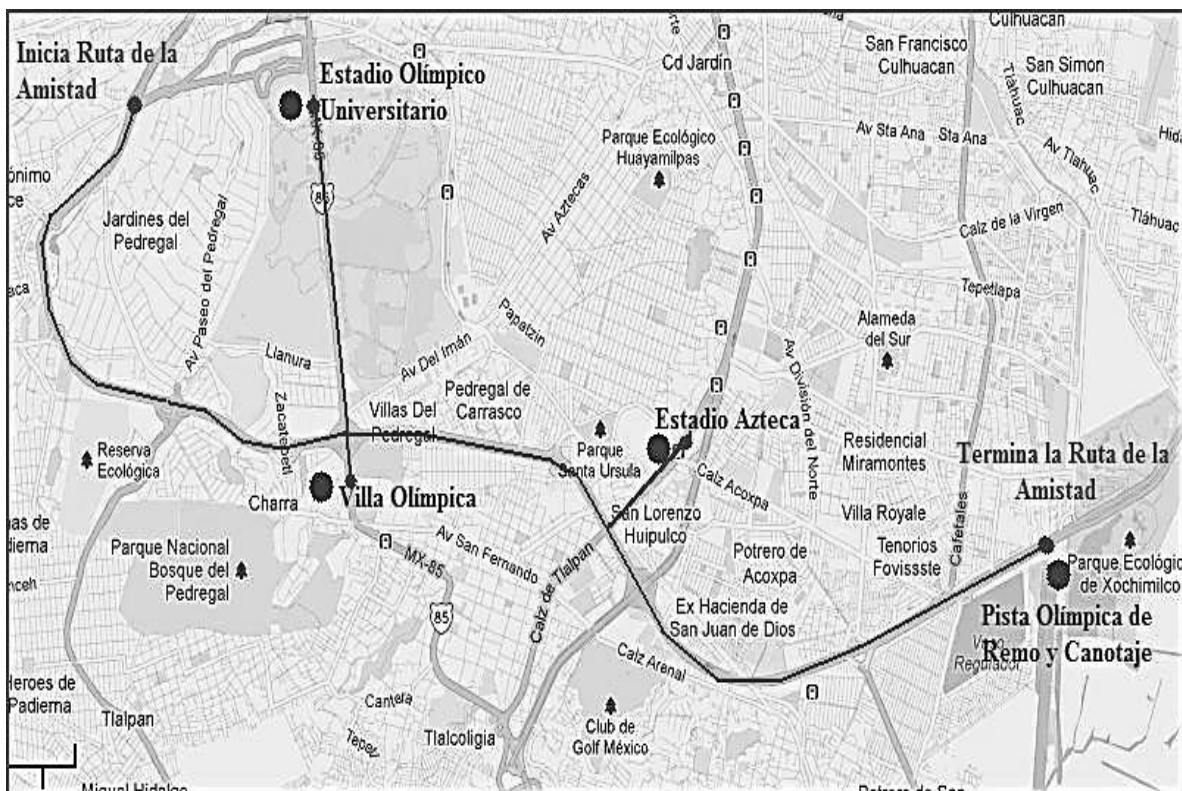 Culhuacan
Inicia Ruta de la
Amistad
San Francisco
Culhuacan
Cd Jardín
San Simon
Culhuacan
Tláhuac
Estadio Olímpico
Universitario
Parque Ecológico
Huayamilpas
Av Sta Ana
Sta Ana
Av Tlahuac
Jardines del
Pedregal
Av Paseo del Pedregal
Av Aztecas
Calz de la Virgen
Tláhuac
Tepetlapa
Papatzin
Alameda
del Sur
Llanura
Av Del Imán
Av División del Norte
Zacatepetl
Villas Del
Pedregal
Pedregal de
Carrasco
Estadio Azteca
Parque
Santa Ursula
Residencial
Miramontes
Termina la Ruta de la
Amistad
Reserva
Ecológica
Charra
Villa Olímpica
Calz Acoxpa
Villa Royale
San Lorenzo
Huipulco
Cafetales
Parque Nacional
Bosque del
Pedregal
Av San Fernando
MX-85
85
Calz de Tlalpan
Potrero de
Acoxpa
Tenorios
Fovissste
Parque Ecológic
de Xochimilco
Ex Hacienda de
San Juan de Dios
Pista Olímpica de
Remo y Canotaje
Calz Arenal
Regulador
Heroes de
Padierna
Tlalpan
Cantera
Tlalcoligia
Club de
Golf México
Miguel Hidalgo